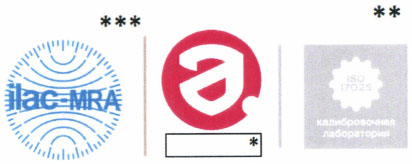 ***
ilac-MRA
a
*
**
ISO
17025
калибровочная
лаборатория